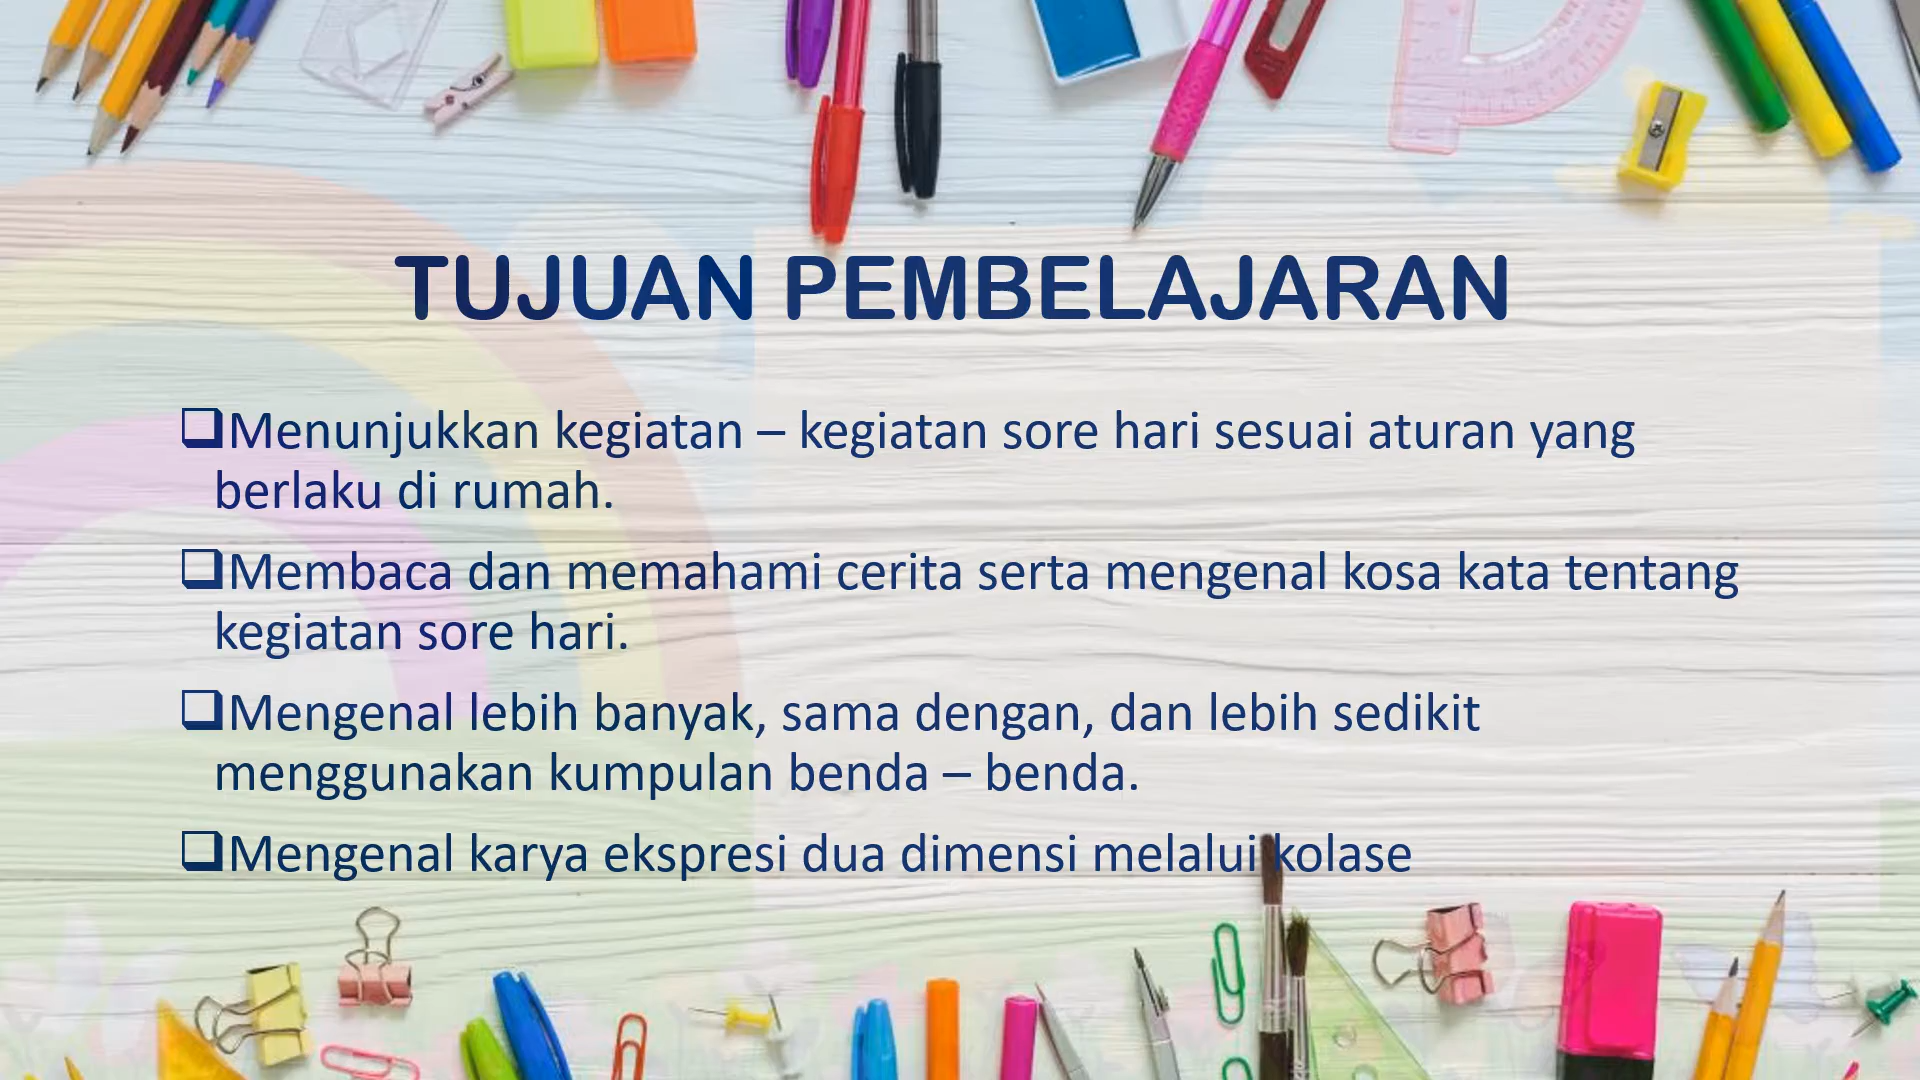 TUJUAN PEMBELAJARAN
❑Menunjukkan kegiatan – kegiatan sore hari sesuai aturan yang
berlaku di rumah.
❑Membaca dan memahami cerita serta mengenal kosa kata tentang
kegiatan sore hari.
❑Mengenal lebih banyak, sama dengan, dan lebih sedikit
menggunakan kumpulan benda – benda.
❑Mengenal karya ekspresi dua dimensi melalui kolase